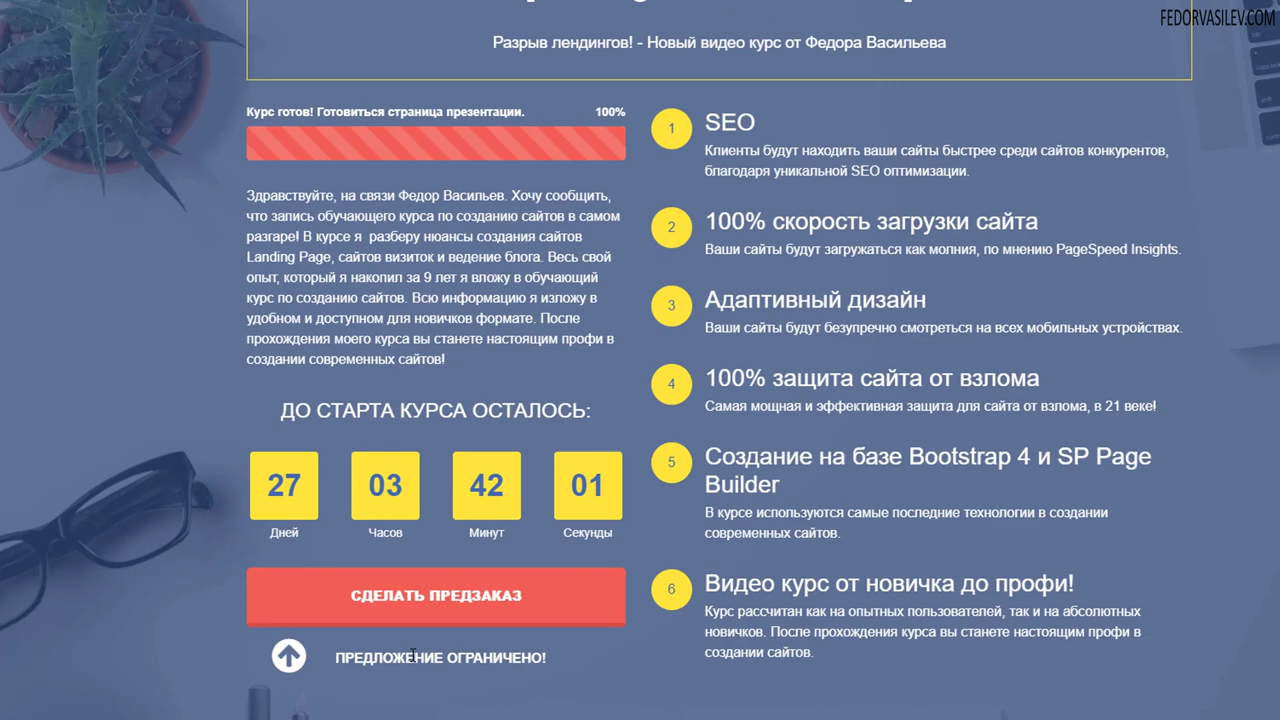 FEDORVASILEV.COM
Разрыв лендингов! - Новый видео курс от Федора Васильева
Курс готов! Готовиться страница презентации. 100%
Здравствуйте, на связи Федор Васильев. Хочу сообщить,
что запись обучающего курса по созданию сайтов в самом
разгаре! В курсе я разберу нюансы создания сайтов
Landing Page, сайтов визиток и ведение блога. Весь свой
опыт, который я накопил за 9 лет я вложу в обучающий
курс по созданию сайтов. Всю информацию я изложу в
удобном и доступном для новичков формате. После
прохождения моего курса вы станете настоящим профи в
создании современных сайтов!
ДО СТАРТА КУРСА ОСТАЛОСЬ:
27 03 42 01
Дней Часов Минут Секунды
СДЕЛАТЬ ПРЕДЗАКАЗ
ПРЕДЛОЖЕНИЕ ОГРАНИЧЕНО!
1 SEO
Клиенты будут находить ваши сайты быстрее среди сайтов конкурентов,
благодаря уникальной SEO оптимизации.
2 100% скорость загрузки сайта
Ваши сайты будут загружаться как молния, по мнению PageSpeed Insights.
3 Адаптивный дизайн
Ваши сайты будут безупречно смотреться на всех мобильных устройствах.
4 100% защита сайта от взлома
Самая мощная и эффективная защита для сайта от взлома, в 21 веке!
5 Создание на базе Bootstrap 4 и SP Page
Builder
В курсе используются самые последние технологии в создании
современных сайтов.
6 Видео курс от новичка до профи!
Курс рассчитан как на опытных пользователей, так и на абсолютных
новичков. После прохождения курса вы станете настоящим профи в
создании сайтов.